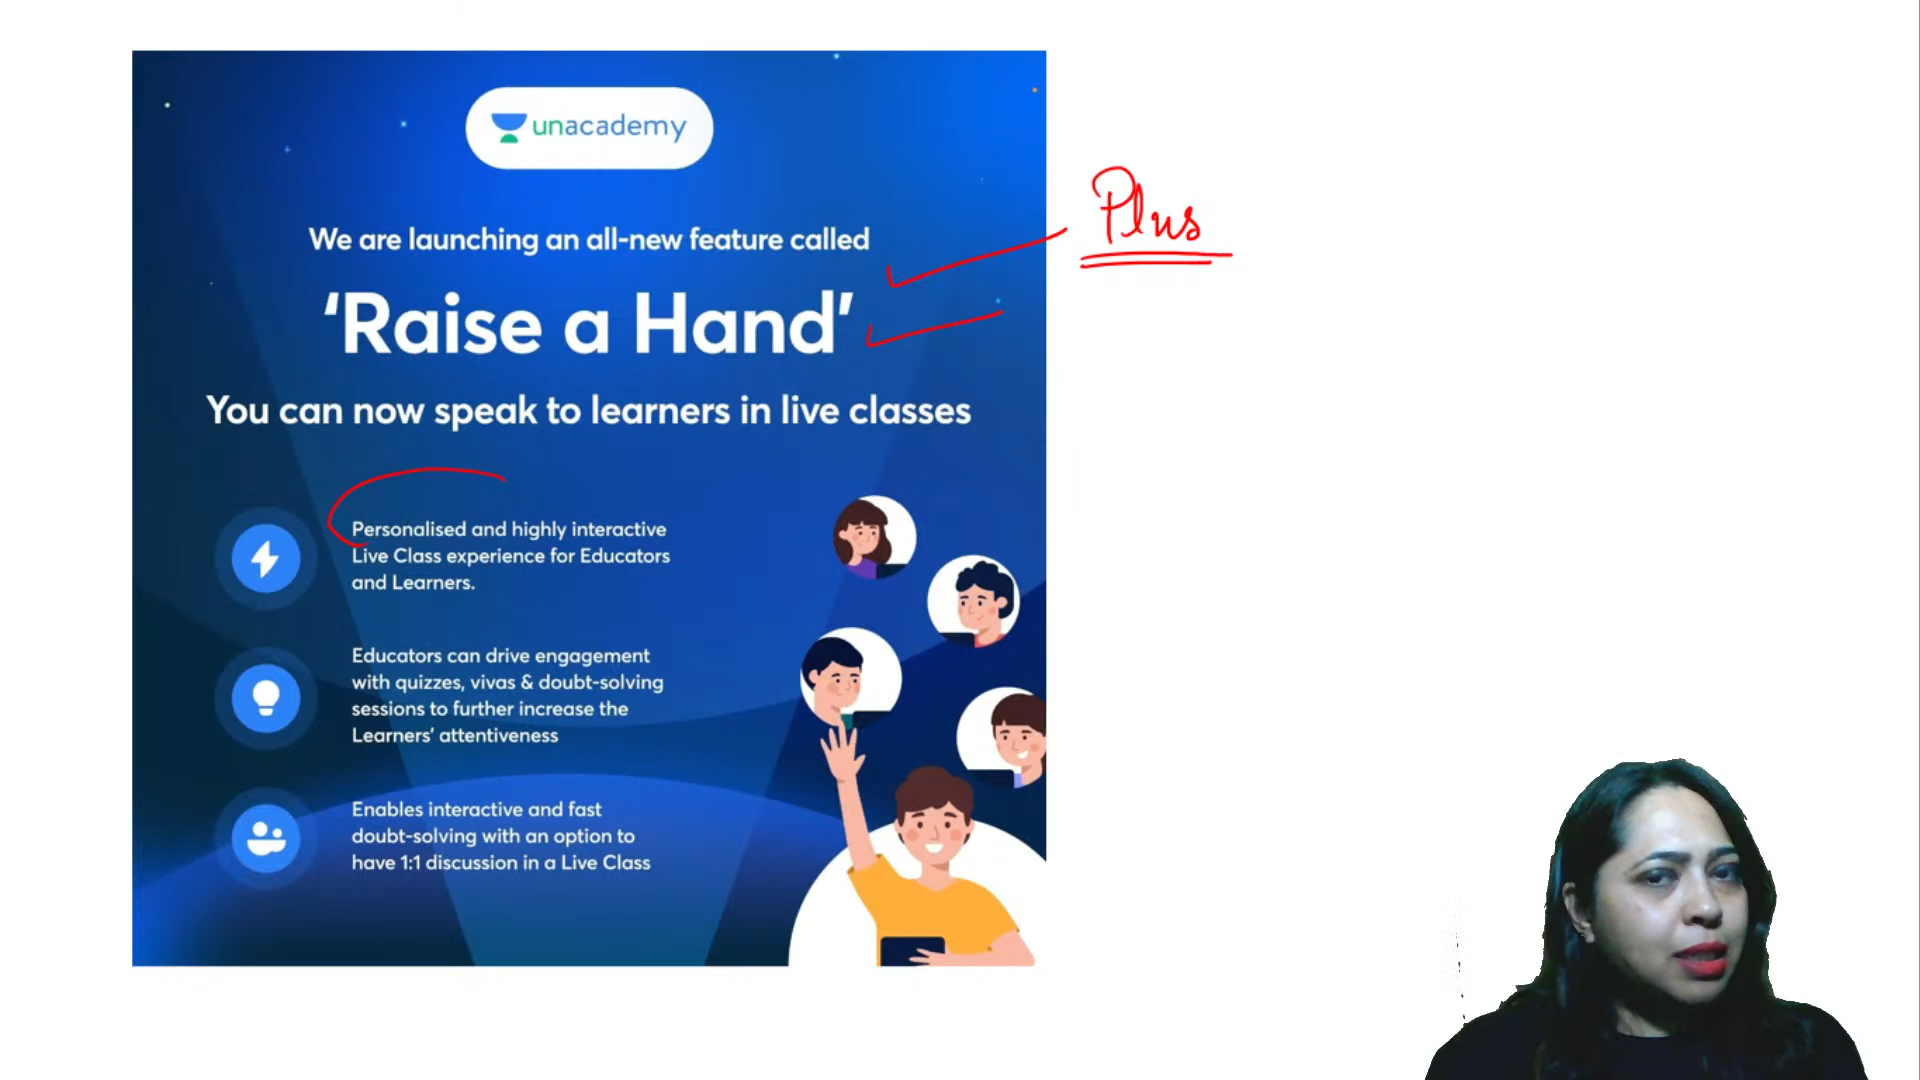 unacademy
We are launching an all-new feature called
'Raise a Hand'
Plus
You can now speak to learners in live classes
Personalised and highly interactive
Live Class experience for Educators
and Learners.
Educators can drive engagement
with quizzes, vivas & doubt-solving
sessions to further increase the
Learners' attentiveness
Enables interactive and fast
doubt-solving with an option to
have 1:1 discussion in a Live Class